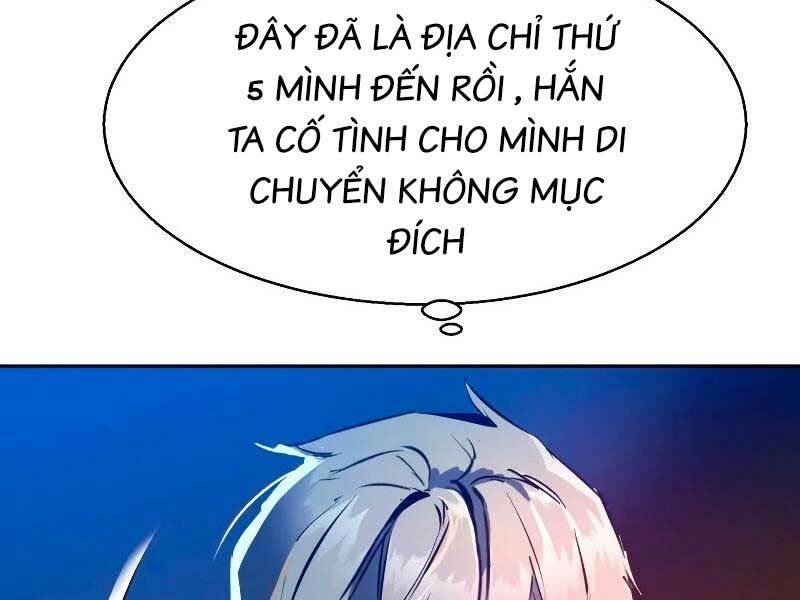 ĐÂY ĐÃ LÀ ĐỊA CHỈ THỨ
5 MÌNH ĐẾN RỒI , HẮN
TA CỐ TÌNH CHO MÌNH DI
CHUYỂN KHÔNG MỤC
ĐÍCH